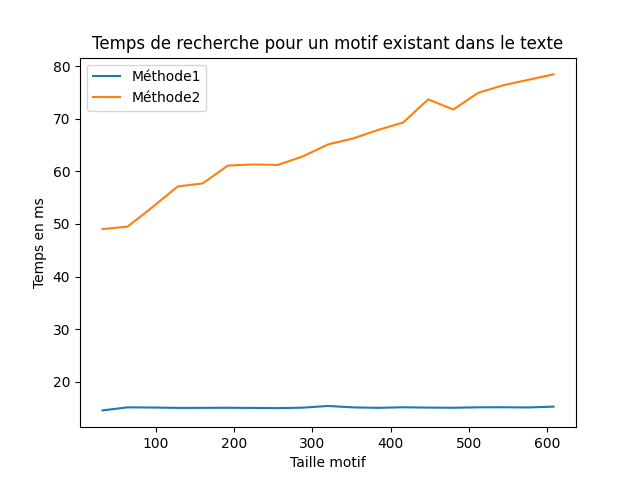 Temps de recherche pour un motif existant dans le texte
Méthode1
Méthode2
80
70
60
50
40
30
20
Temps en ms
100 200 300 400 500 600
Taille motif